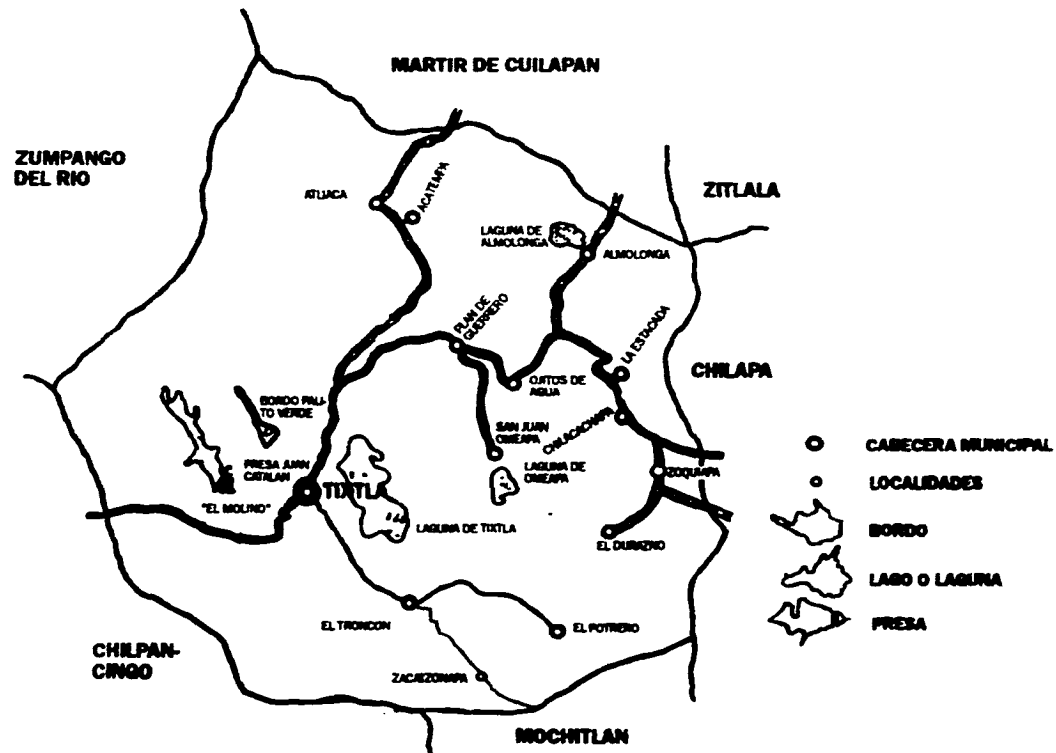 MARTIR DE CUILAPAN
ZUMPANGO
DEL RIO
ZITLALA
ATLIACA
ACATEMPA
LAGUNA DE
ALMOLONGA
ALMOLONGA
PLAN DE
GUERRERO
LA ESTACADA
CHILAPA
OJITOS DE
AGUA
BORDO PALI-
TO VERDE
SAN JUAN
OMEAPA
CHILACACHAPA
CABECERA MUNICIPAL
PRESA JUAN
CATALAN
LAGUNA DE
OMEAPA
ZOQUIAPA
LOCALIDADES
TIXTLA
"EL MOLINO"
LAGUNA DE TIXTLA
BORDO
EL DURAZNO
LAGO O LAGUNA
EL TRONCON
EL POTRERO
PRESA
CHILPAN-
CINGO
ZACATZONAPA
MOCHITLAN